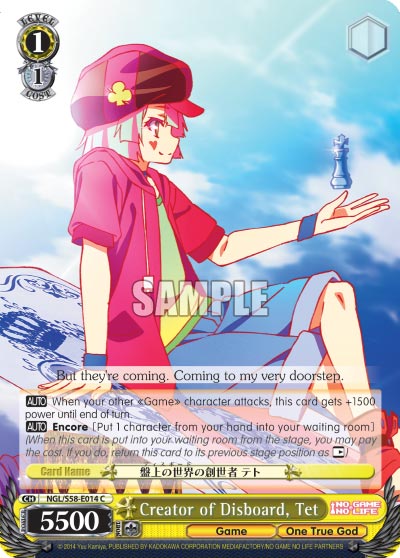 LEVEL
1
1
COST
SAMPLE
But they're coming. Coming to my very doorstep.
AUTO When your other «Game» character attacks, this card gets +1500
power until end of turn.
AUTO Encore [Put 1 character from your hand into your waiting room]
(When this card is put into your waiting room from the stage, you may pay
the cost. If you do, return this card to its previous stage position as
Card Name
盤上の世界の創世者 テト
CH NGL/S58-E014 C
POWER
5500
Creator of Disboard, Tet
NO GAME
NO LIFE
Game
One True God
© 2014 Yuu Kamiya, PUBLISHED BY KADOKAWA CORPORATION MEDIAFACTORY/NO GAME NO LIFE PARTNERS